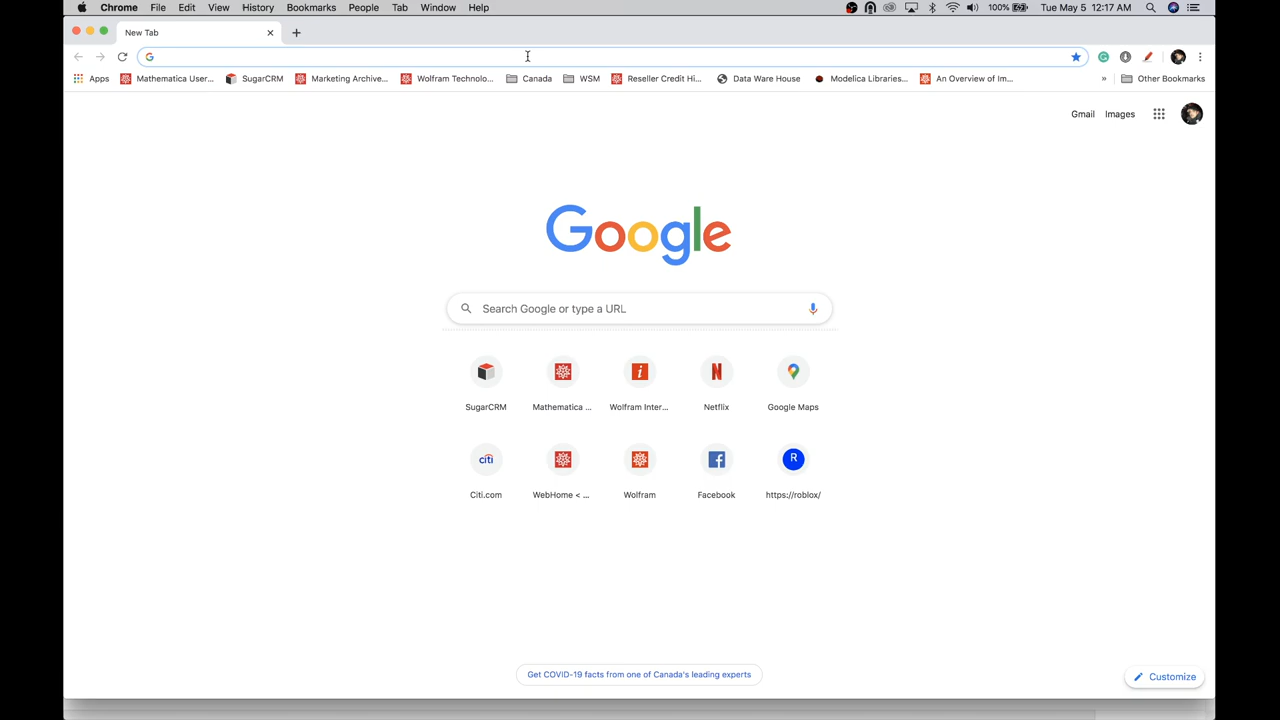 Chrome File Edit View History Bookmarks People Tab Window Help 100% Tue May 5 12:17 AM
New Tab
Apps Mathematica User... SugarCRM Marketing Archive... Wolfram Technolo... Canada WSM Reseller Credit Hi... Data Ware House Modelica Libraries... An Overview of Im... » Other Bookmarks
Gmail Images
Google
Search Google or type a URL
SugarCRM Mathematica ... Wolfram Inter... Netflix Google Maps
citi R
Citi.com WebHome < ... Wolfram Facebook https://roblox/
Get COVID-19 facts from one of Canada's leading experts
Customize